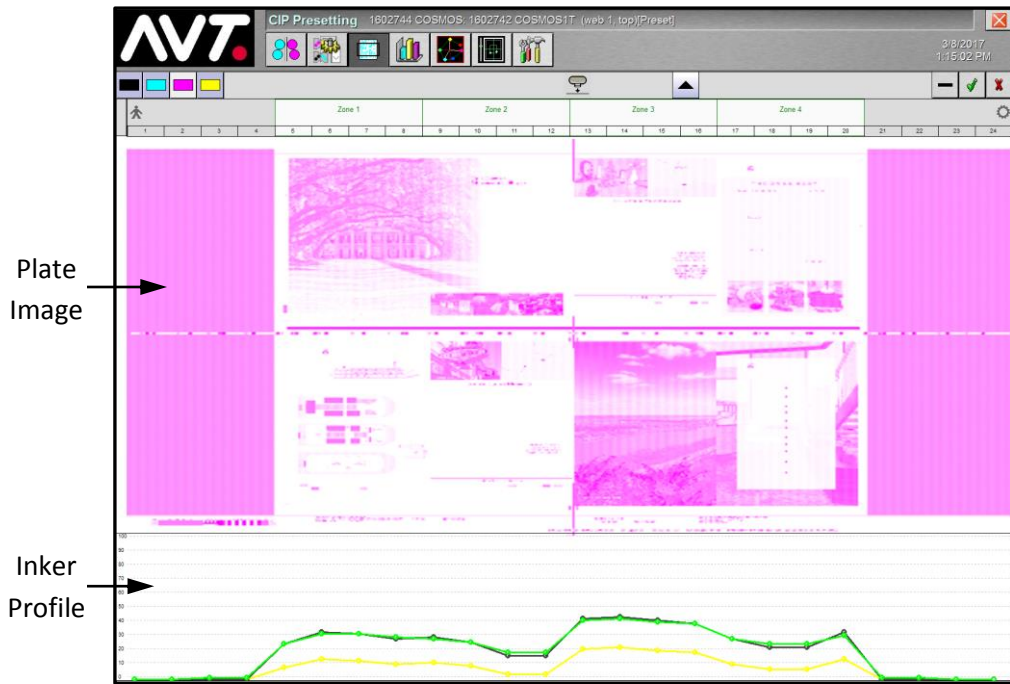 AVT
CIP Presetting 1602744 COSMOS: 1602742 COSMOS1T (web 1, top)[Preset]
3/8/2017
1:15:02 PM
Zone 1 Zone 2 Zone 3 Zone 4
1 2 3 4 5 6 7 8 9 10 11 12 13 14 15 16 17 18 19 20 21 22 23 24
Plate
Image
Inker
Profile
100
90
80
70
60
50
40
30
20
10
0